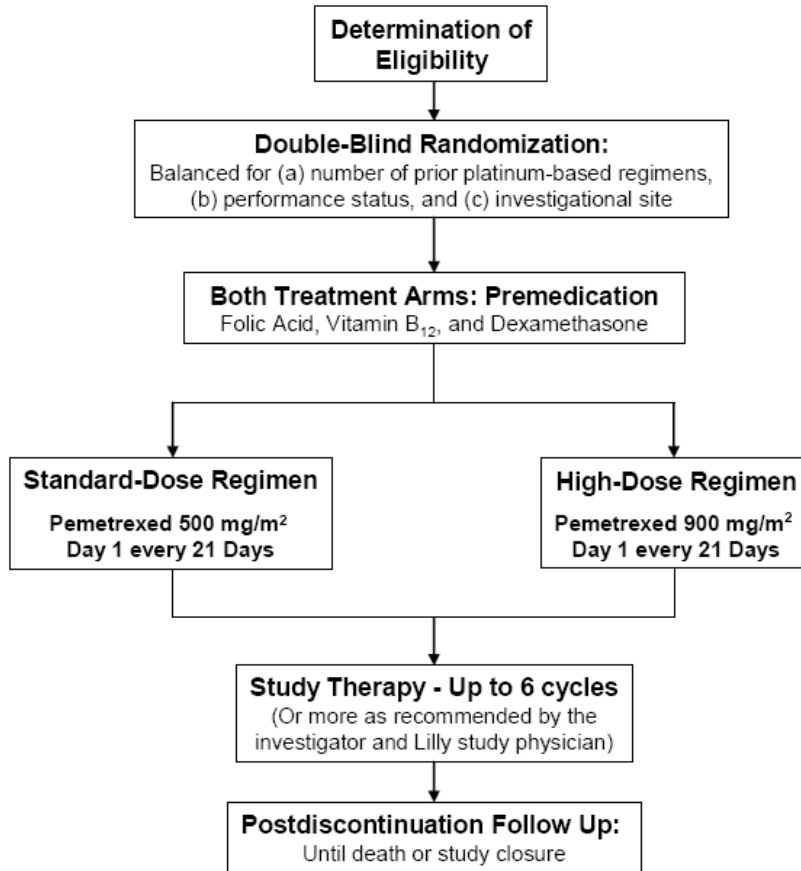 Determination of
Eligibility
Double-Blind Randomization:
Balanced for (a) number of prior platinum-based regimens,
(b) performance status, and (c) investigational site
Both Treatment Arms: Premedication
Folic Acid, Vitamin B₁₂, and Dexamethasone
Standard-Dose Regimen
Pemetrexed 500 mg/m²
Day 1 every 21 Days
High-Dose Regimen
Pemetrexed 900 mg/m²
Day 1 every 21 Days
Study Therapy - Up to 6 cycles
(Or more as recommended by the
investigator and Lilly study physician)
Postdiscontinuation Follow Up:
Until death or study closure